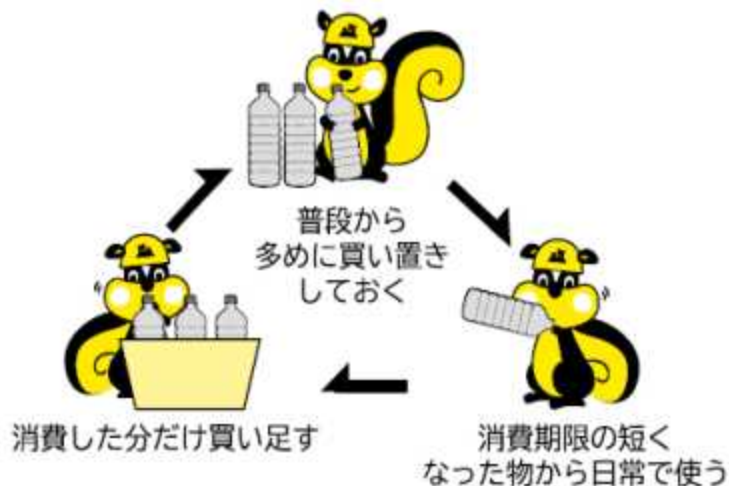 普段から
多めに買い置き
しておく
消費した分だけ買い足す
消費期限の短く
なった物から日常で使う